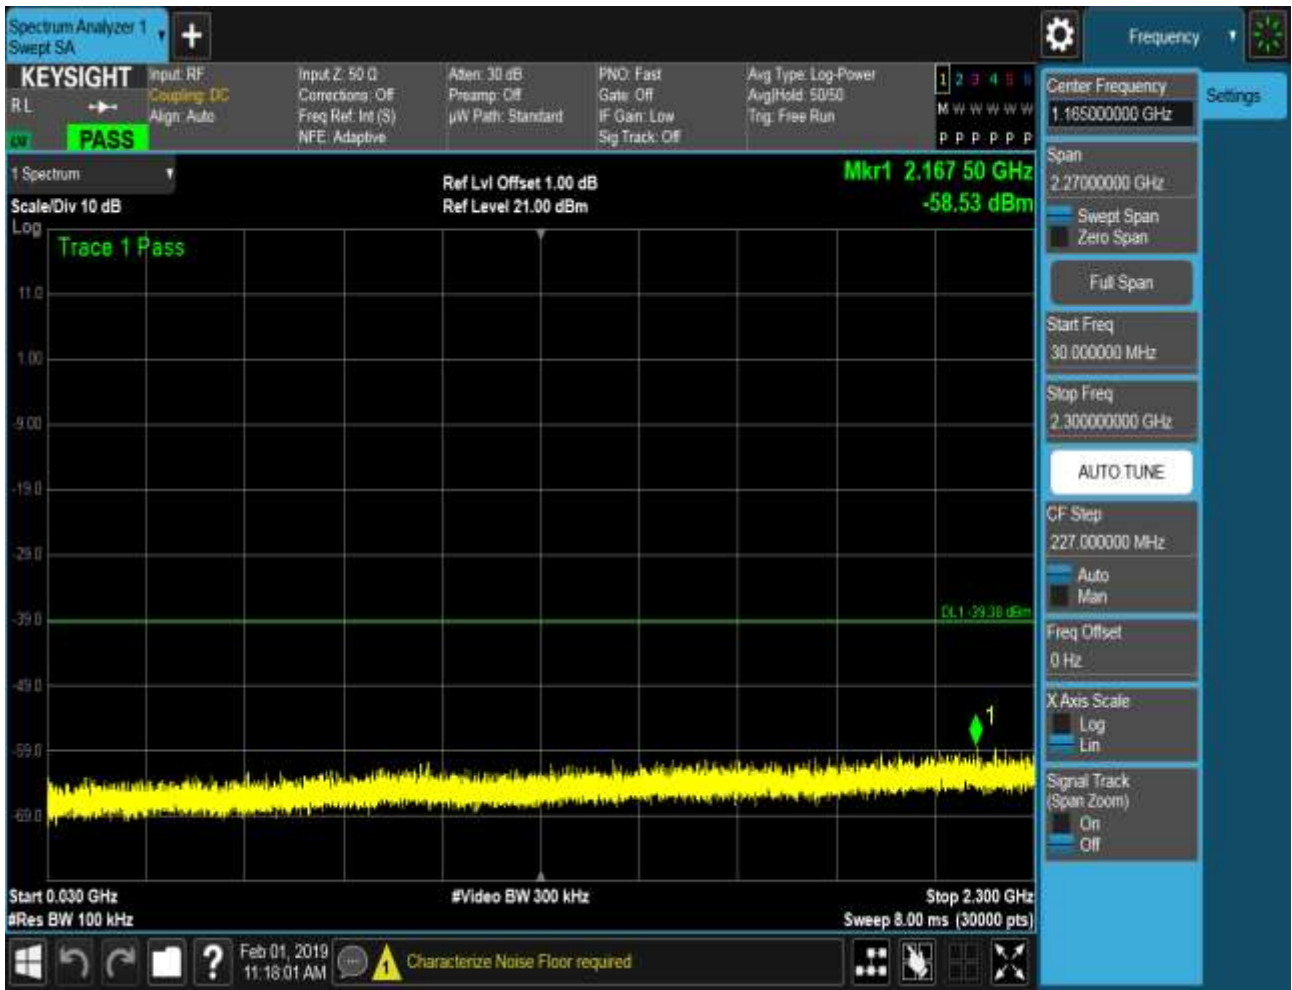 Spectrum Analyzer 1
Swept SA
Frequency
KEYSIGHT
R L
PASS
Input: RF
Coupling: DC
Align: Auto
Input Z: 50 Ω
Corrections: Off
Freq Ref: Int (S)
NFE: Adaptive
Atten: 30 dB
Preamp: Off
µW Path: Standard
PNO: Fast
Gate: Off
IF Gain: Low
Sig Track: Off
Avg Type: Log-Power
Avg|Hold: 50/50
Trig: Free Run
1 2 3 4 5 6
M W W W W W
P P P P P P
1 Spectrum
Scale/Div 10 dB
Ref Lvl Offset 1.00 dB
Ref Level 21.00 dBm
Mkr1 2.167 50 GHz
-58.53 dBm
Log
Trace 1 Pass
11.0
1.00
-9.00
-19.0
-29.0
-39.0
DL1 -39.38 dBm
-49.0
1
-59.0
-69.0
Start 0.030 GHz
#Res BW 100 kHz
#Video BW 300 kHz
Stop 2.300 GHz
Sweep 8.00 ms (30000 pts)
Feb 01, 2019
11:18:01 AM
Characterize Noise Floor required
Center Frequency
1.165000000 GHz
Settings
Span
2.27000000 GHz
Swept Span
Zero Span
Full Span
Start Freq
30.000000 MHz
Stop Freq
2.300000000 GHz
AUTO TUNE
CF Step
227.000000 MHz
Auto
Man
Freq Offset
0 Hz
X Axis Scale
Log
Lin
Signal Track
(Span Zoom)
On
Off